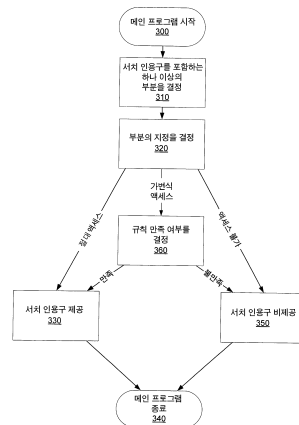 메인 프로그램 시작
300
서치 인용구를 포함하는
하나 이상의
부분을 결정
310
부분의 지정을 결정
320
절대 액세스
가변식
액세스
액세스 불가
규칙 만족 여부를
결정
360
만족
불만족
서치 인용구 제공
330
서치 인용구 비제공
350
메인 프로그램
종료
340